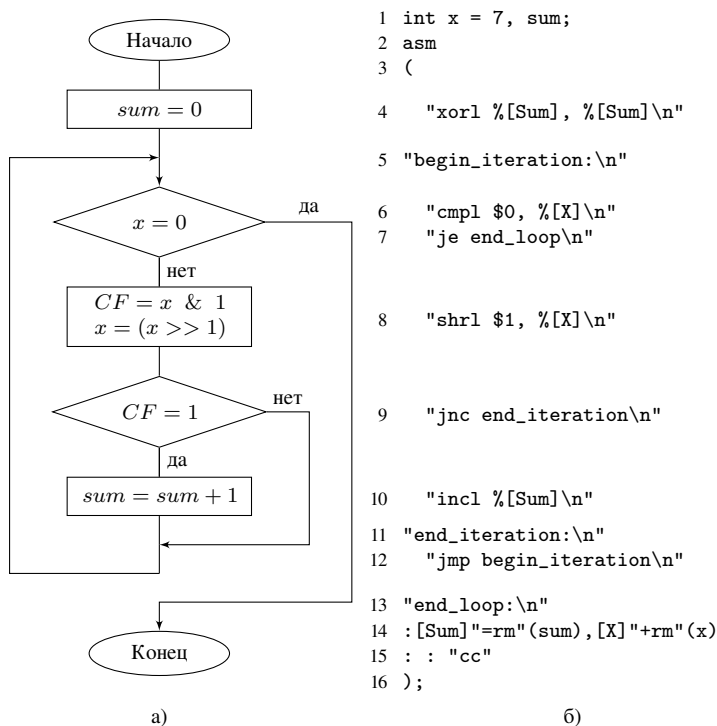 Начало
sum = 0
x = 0
да
нет
CF = x & 1
x = (x >> 1)
CF = 1
нет
да
sum = sum + 1
Конец
а)
1 int x = 7, sum;
2 asm
3 (
4 "xorl %[Sum], %[Sum]\n"
5 "begin_iteration:\n"
6 "cmpl $0, %[X]\n"
7 "je end_loop\n"
8 "shrl $1, %[X]\n"
9 "jnc end_iteration\n"
10 "incl %[Sum]\n"
11 "end_iteration:\n"
12 "jmp begin_iteration\n"
13 "end_loop:\n"
14 :[Sum]"=rm"(sum),[X]"+rm"(x)
15 : : "cc"
16 );
б)